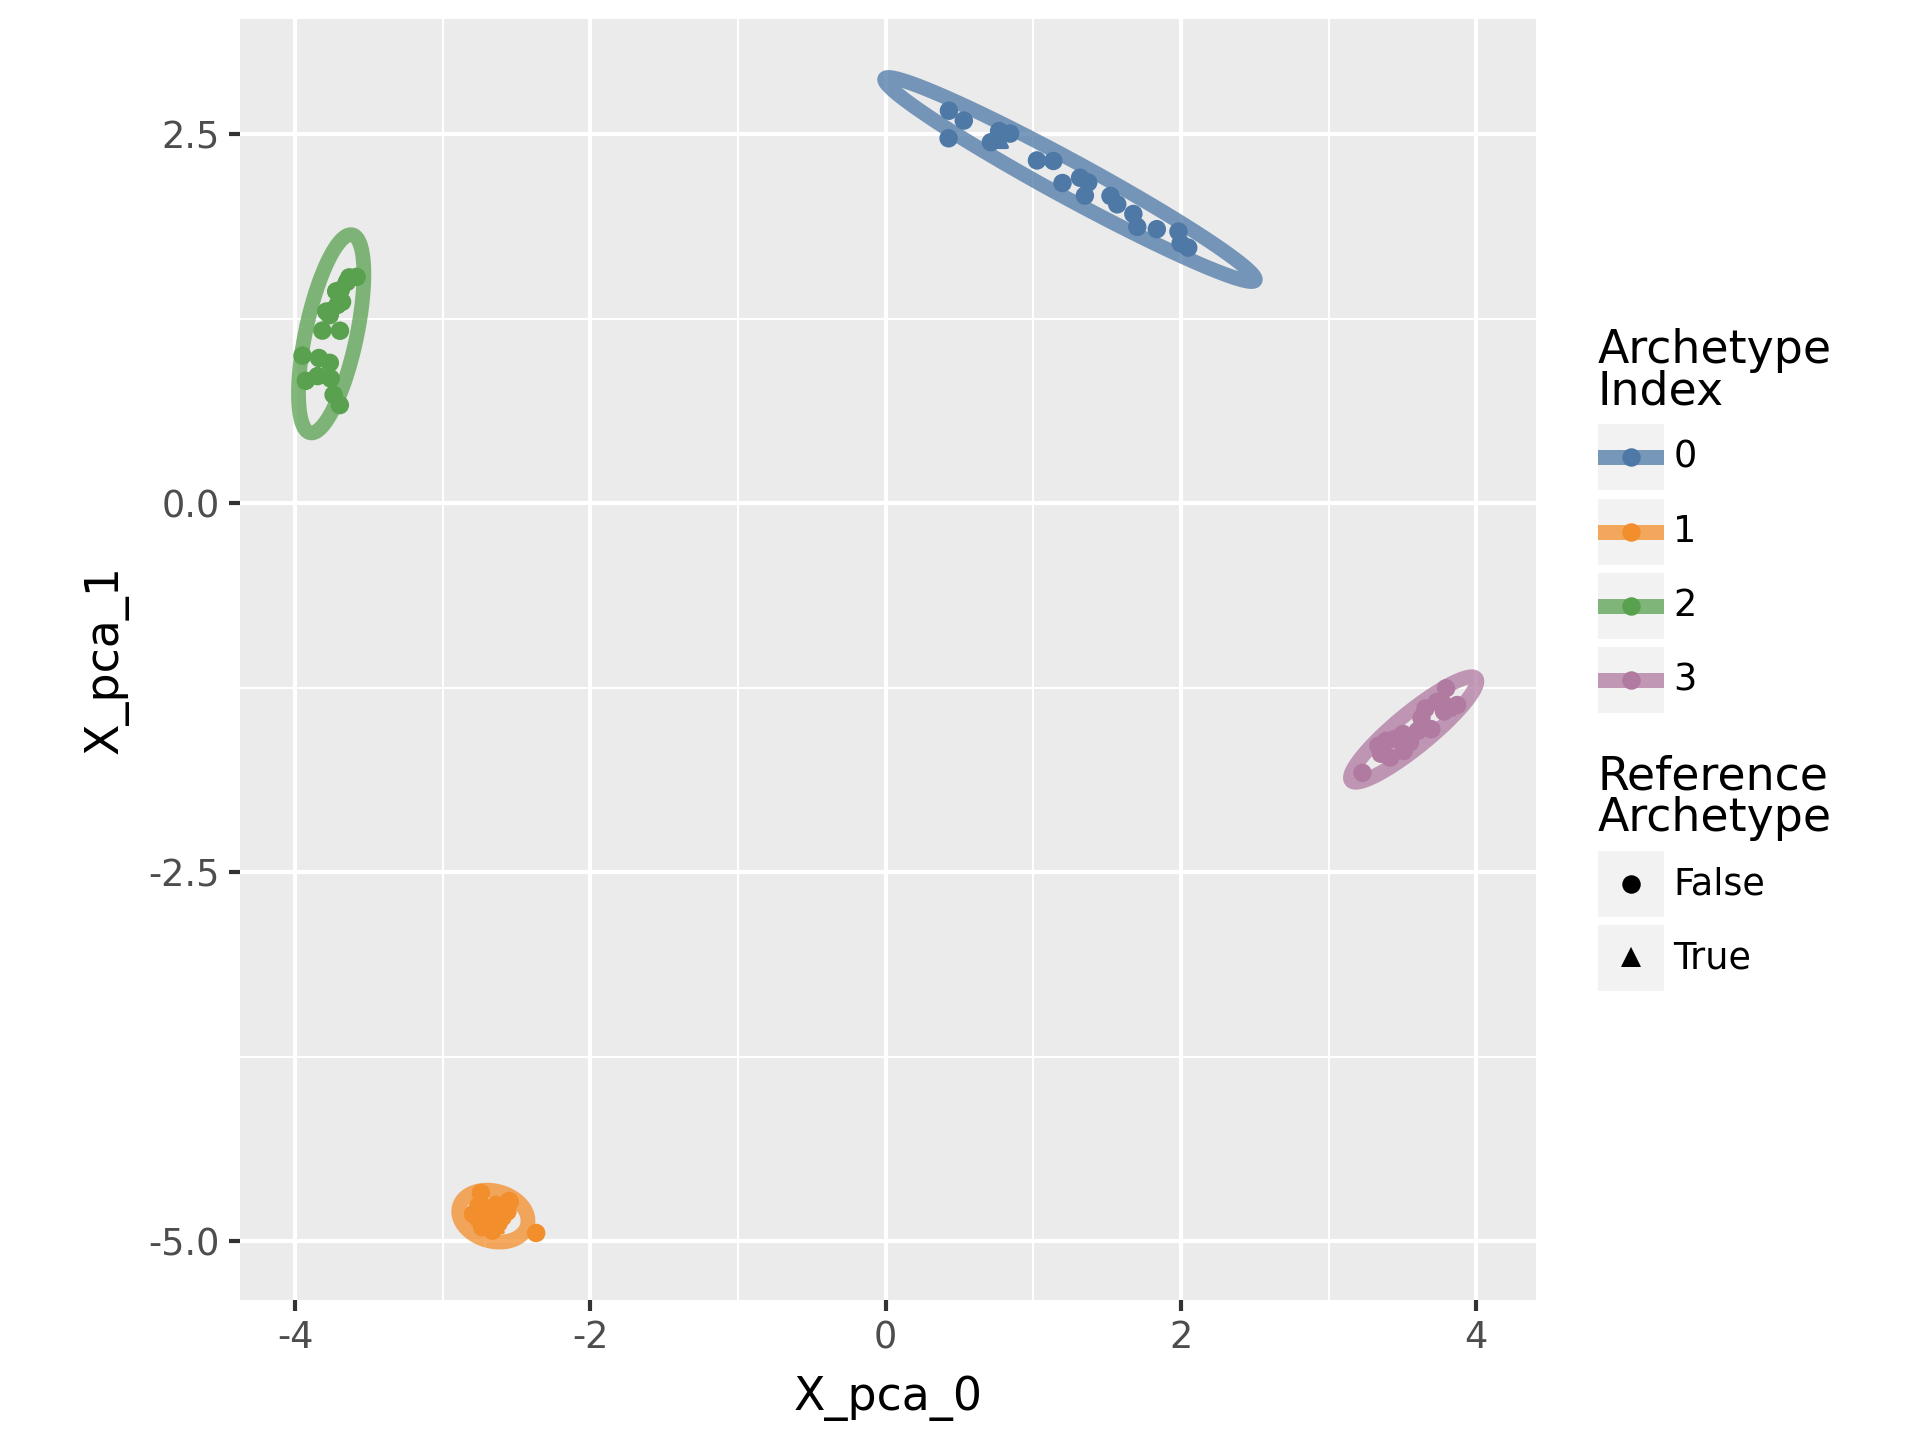 2.5
0.0
-2.5
-5.0
X_pca_1
-4
-2
0
2
4
X_pca_0
Archetype
Index
0
1
2
3
Reference
Archetype
False
True